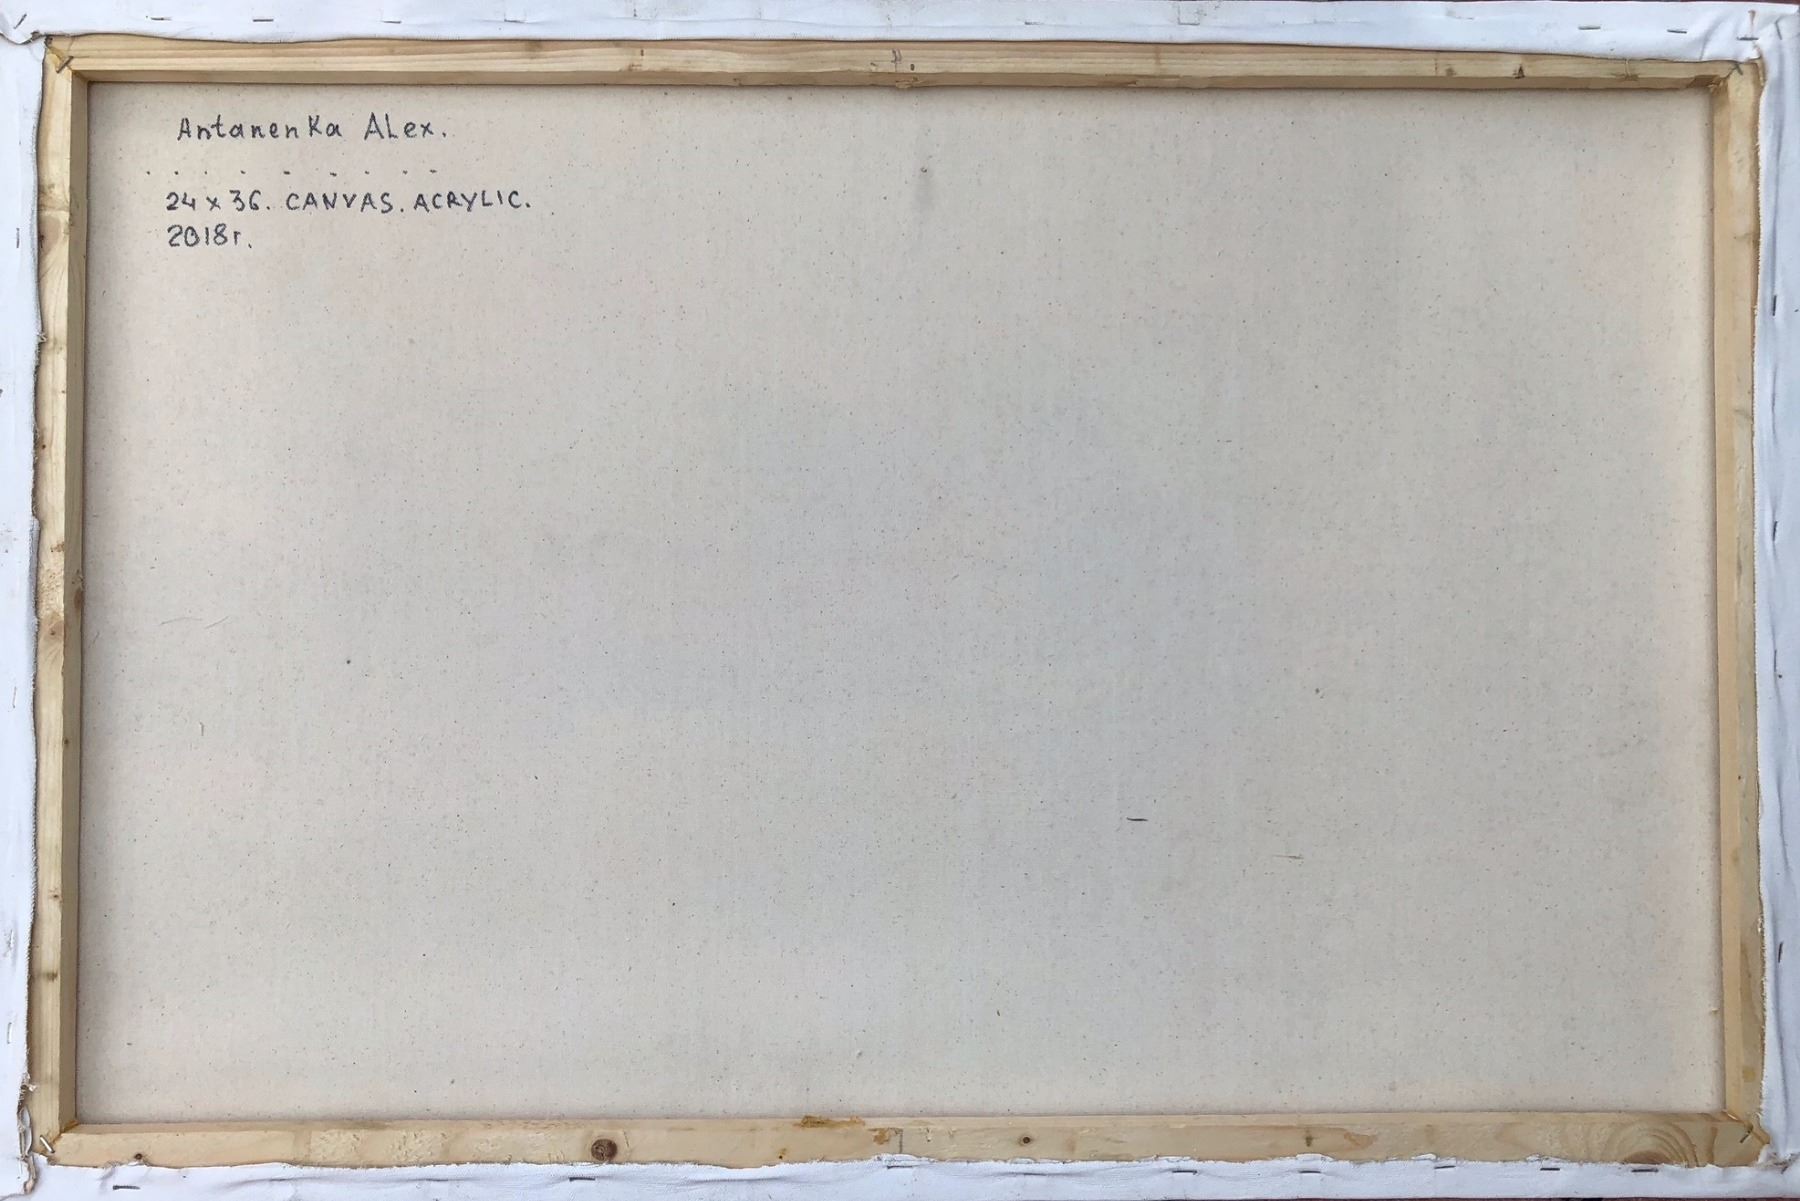 Antanenka Alex.
. . . . . . . . . .
24 x 36. CANVAS. ACRYLIC.
2018г.